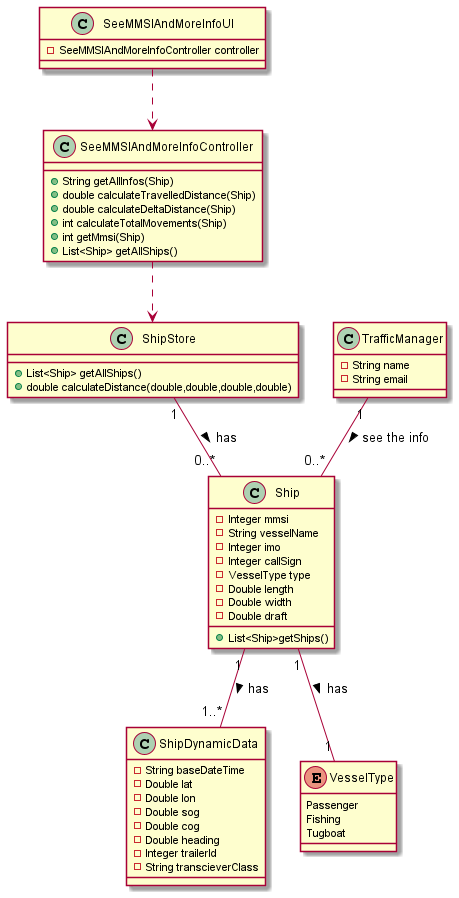 C SeeMMSIAndMoreInfoUI
SeeMMSIAndMoreInfoController controller
C SeeMMSIAndMoreInfoController
String getAllInfos(Ship)
double calculateTravelledDistance(Ship)
double calculateDeltaDistance(Ship)
int calculateTotalMovements(Ship)
int getMmsi(Ship)
List<Ship> getAllShips()
C ShipStore
List<Ship> getAllShips()
double calculateDistance(double,double,double,double)
C TrafficManager
String name
String email
1
has
0..*
1
see the info
0..*
C Ship
Integer mmsi
String vesselName
Integer imo
Integer callSign
VesselType type
Double length
Double width
Double draft
List<Ship>getShips()
1
has
1..*
1
has
1
C ShipDynamicData
String baseDateTime
Double lat
Double lon
Double sog
Double cog
Double heading
Integer trailerId
String transcieverClass
E VesselType
Passenger
Fishing
Tugboat